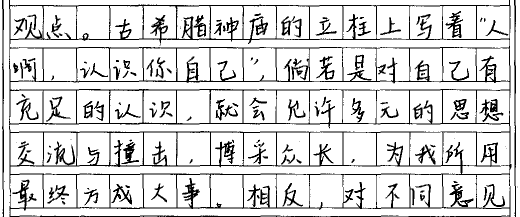 观点。古希腊神庙的立柱上写着“人
啊，认识你自己”，倘若是对自己有
充足的认识，就会允许多元的思想
交流与撞击，博采众长，为我所用，
最终方成大事。相反，对不同意见